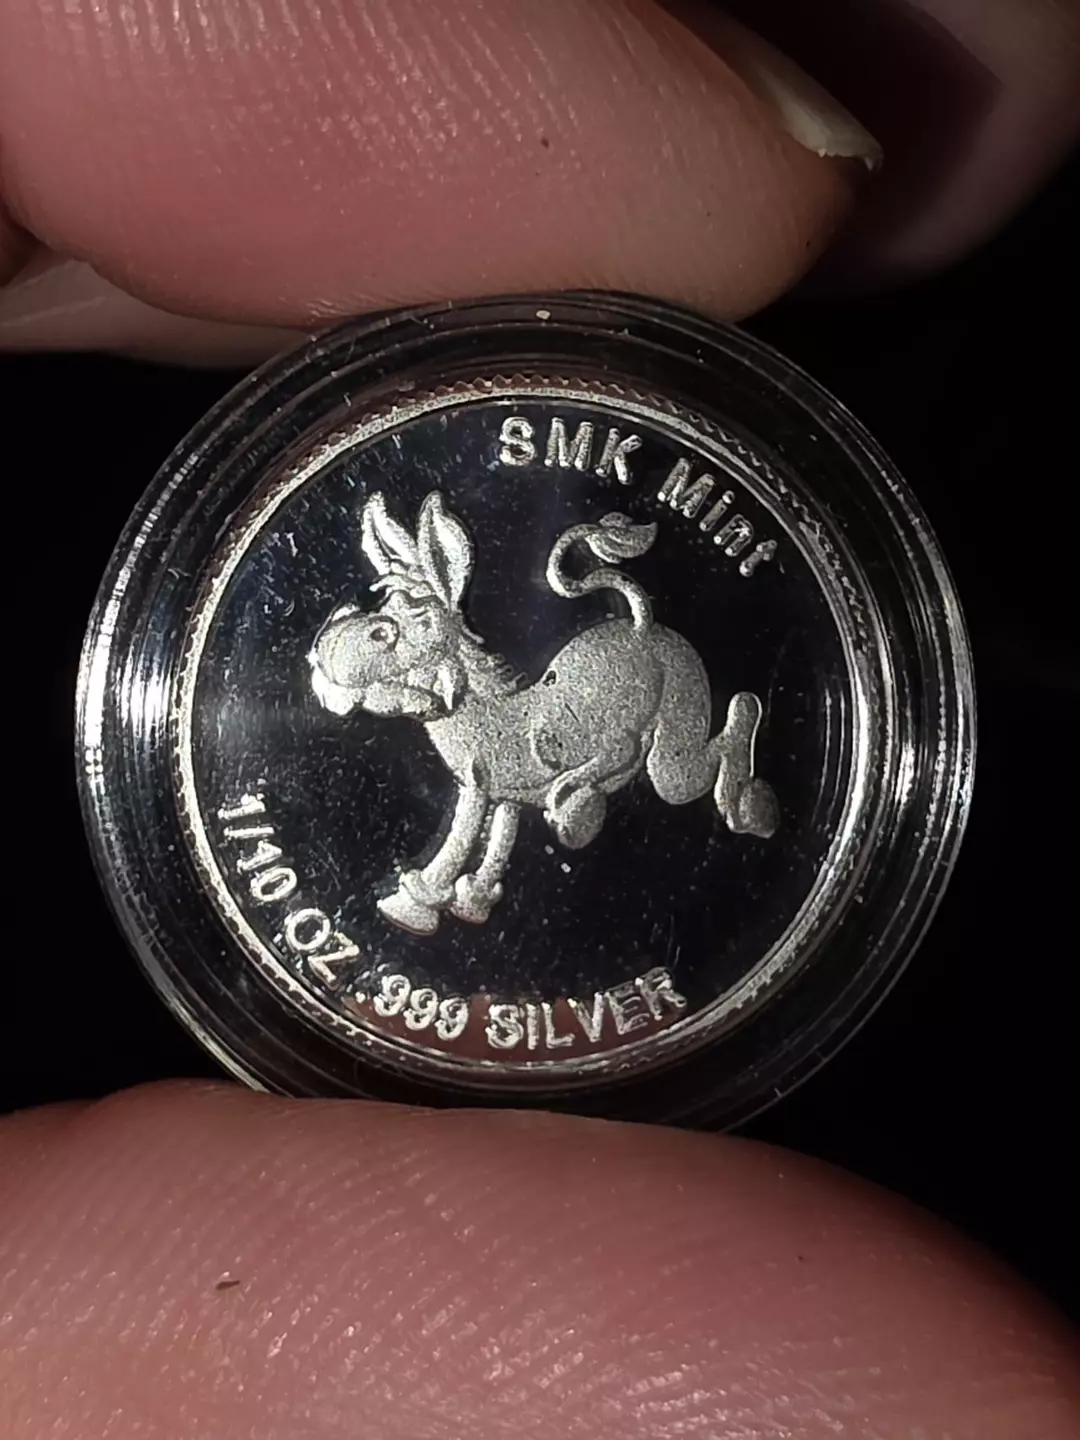 SMK Mint
1/10 OZ .999 SILVER